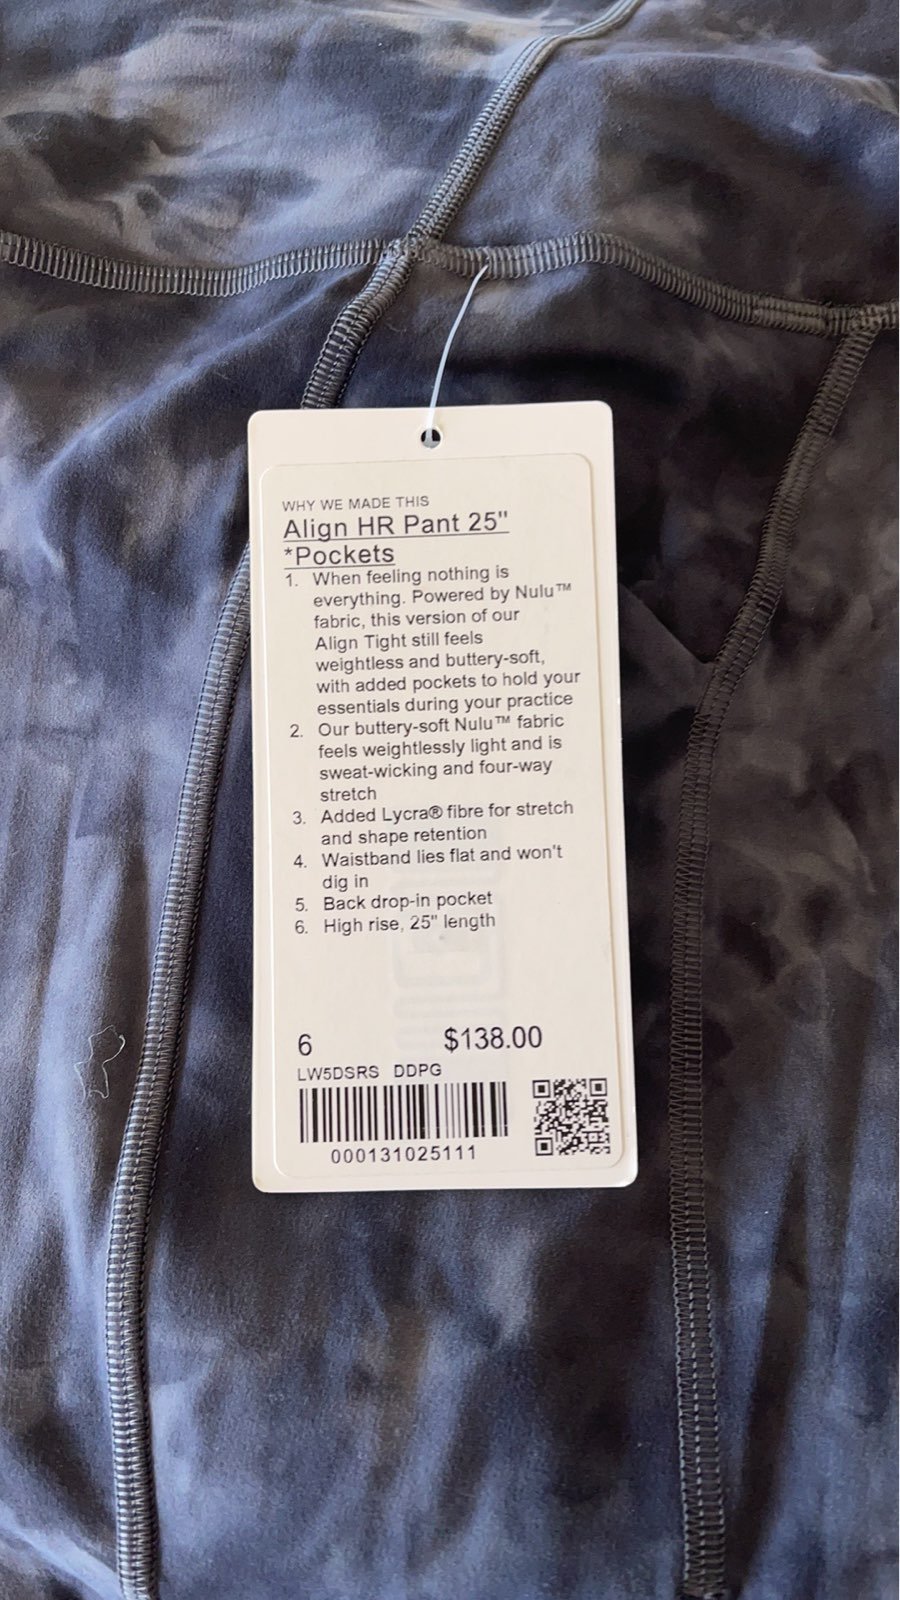 WHY WE MADE THIS
Align HR Pant 25"
*Pockets
1. When feeling nothing is
everything. Powered by Nulu™
fabric, this version of our
Align Tight still feels
weightless and buttery-soft,
with added pockets to hold your
essentials during your practice
2. Our buttery-soft Nulu™ fabric
feels weightlessly light and is
sweat-wicking and four-way
stretch
3. Added Lycra® fibre for stretch
and shape retention
4. Waistband lies flat and won't
dig in
5. Back drop-in pocket
6. High rise, 25" length
6 $138.00
LW5DSRS DDPG
000131025111